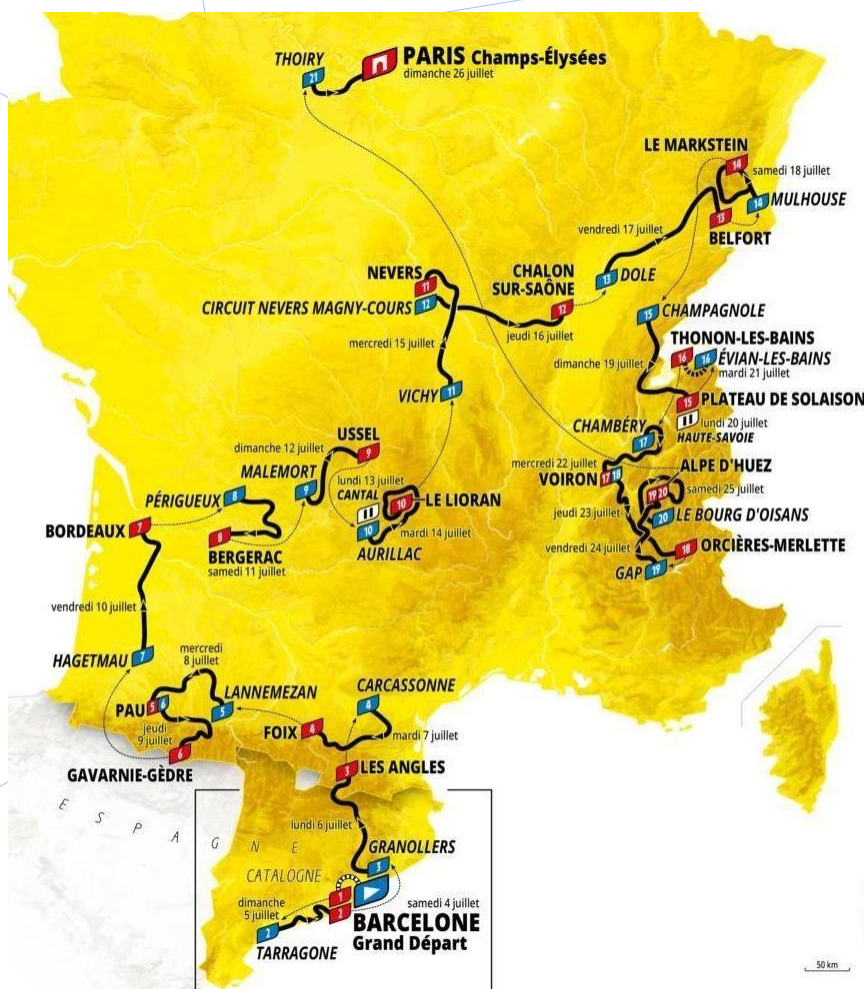 THOIRY
21
PARIS Champs-Élysées
dimanche 26 juillet
LE MARKSTEIN
14
samedi 18 juillet
14
MULHOUSE
13
BELFORT
vendredi 17 juillet
NEVERS
11
CHALON
SUR-SAÔNE
13
DOLE
CIRCUIT NEVERS MAGNY-COURS
12
12
jeudi 16 juillet
15
CHAMPAGNOLE
mercredi 15 juillet
THONON-LES-BAINS
16
16
ÉVIAN-LES-BAINS
mardi 21 juillet
dimanche 19 juillet
VICHY
11
15
PLATEAU DE SOLAISON
lundi 20 juillet
HAUTE-SAVOIE
CHAMBÉRY
17
USSEL
9
dimanche 12 juillet
MALEMORT
9
mercredi 22 juillet
VOIRON
17 18
ALPE D'HUEZ
19 20
samedi 25 juillet
lundi 13 juillet
CANTAL
PÉRIGUEUX
8
10
LE LIORAN
jeudi 23 juillet
20
LE BOURG D'OISANS
BORDEAUX
7
8
BERGERAC
samedi 11 juillet
10
mardi 14 juillet
AURILLAC
vendredi 24 juillet
18
ORCIÈRES-MERLETTE
GAP
19
vendredi 10 juillet
HAGETMAU
7
mercredi
8 juillet
PAU
5 6
LANNEMEZAN
5
CARCASSONNE
4
jeudi
9 juillet
FOIX
4
mardi 7 juillet
6
GAVARNIE-GÈDRE
3
LES ANGLES
ESPAGNE
lundi 6 juillet
GRANOLLERS
3
CATALOGNE
1
dimanche
5 juillet
2
samedi 4 juillet
BARCELONE
Grand Départ
2
TARRAGONE
50 km